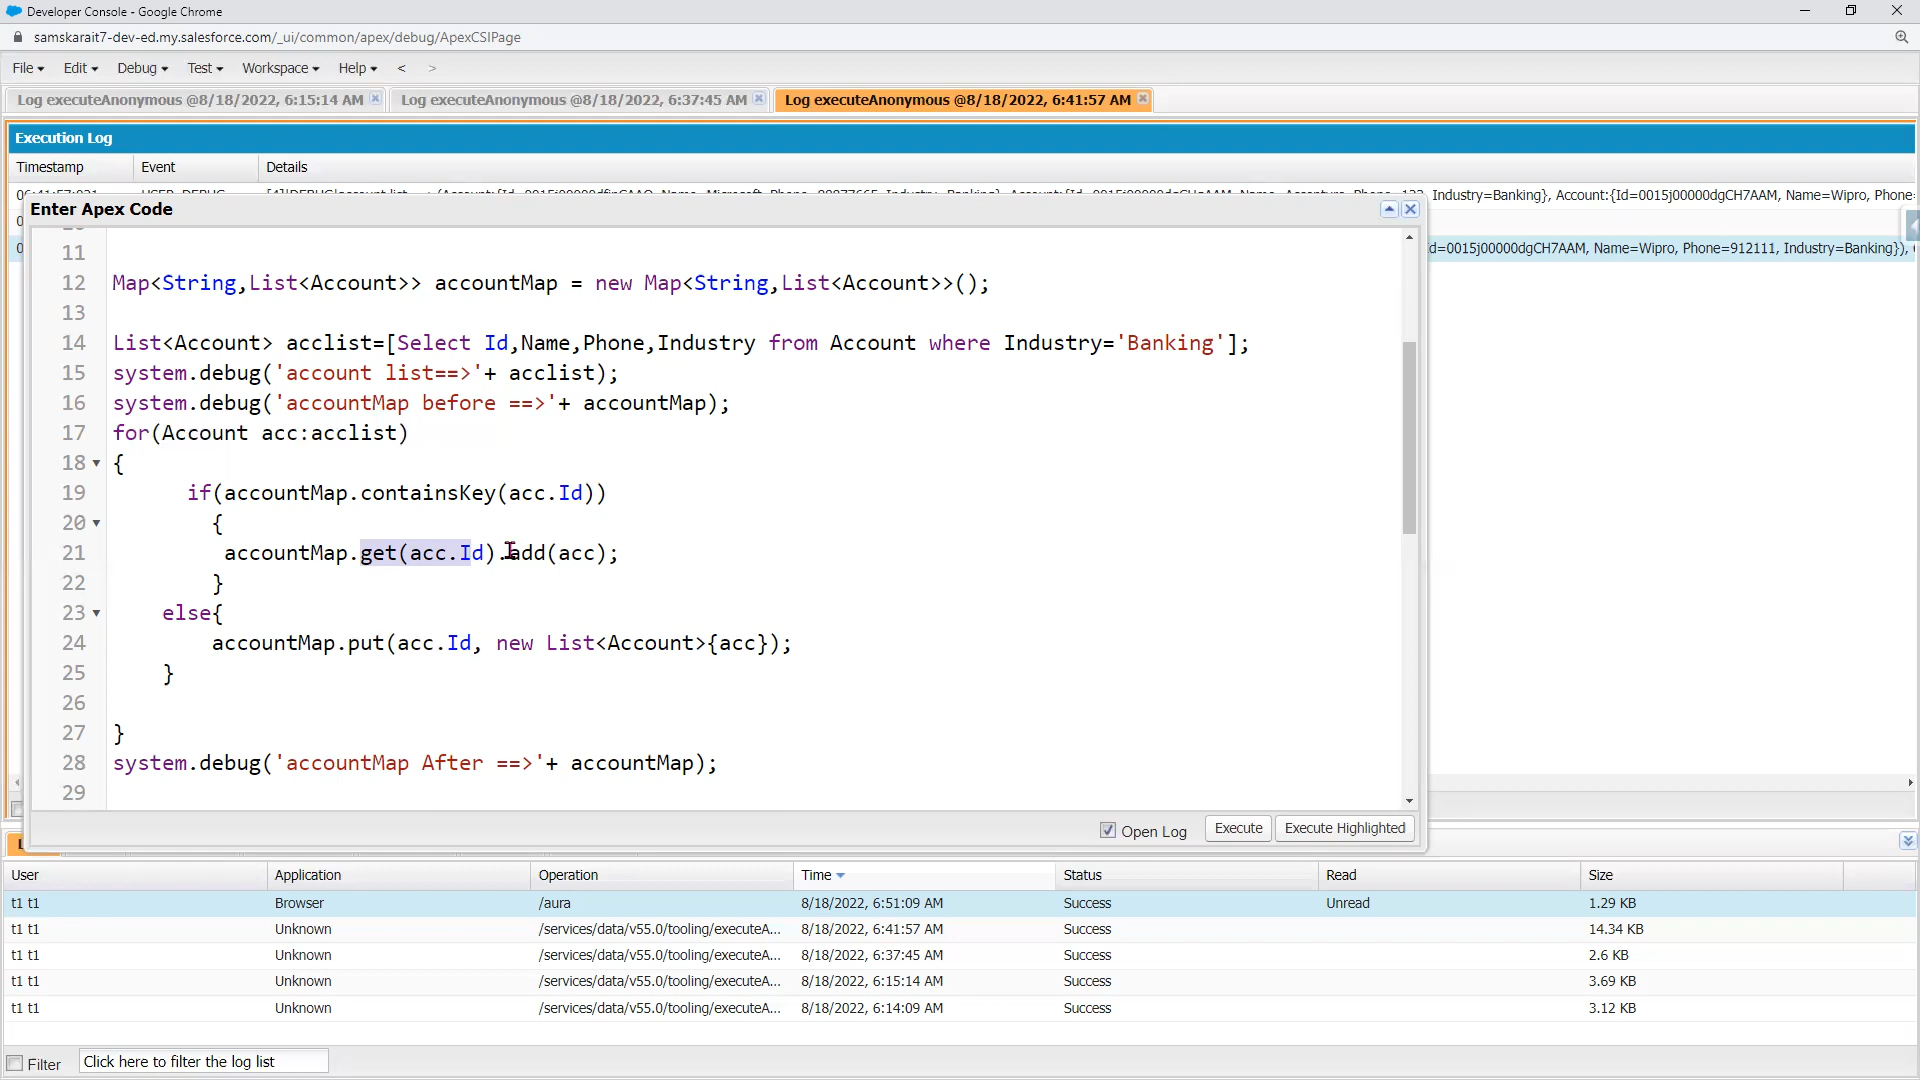 Developer Console - Google Chrome
samskarait7-dev-ed.my.salesforce.com/_ui/common/apex/debug/ApexCSIPage
File Edit Debug Test Workspace Help < >
Log executeAnonymous @8/18/2022, 6:15:14 AM Log executeAnonymous @8/18/2022, 6:37:45 AM Log executeAnonymous @8/18/2022, 6:41:57 AM
Execution Log
Timestamp Event Details
Industry=Banking}, Account:{Id=0015j00000dgCH7AAM, Name=Wipro, Phone=
d=0015j00000dgCH7AAM, Name=Wipro, Phone=912111, Industry=Banking}),
Enter Apex Code
11
12 Map<String,List<Account>> accountMap = new Map<String,List<Account>>();
13
14 List<Account> acclist=[Select Id,Name,Phone,Industry from Account where Industry='Banking'];
15 system.debug('account list==>'+ acclist);
16 system.debug('accountMap before ==>'+ accountMap);
17 for(Account acc:acclist)
18 {
19 if(accountMap.containsKey(acc.Id))
20 {
21 accountMap.get(acc.Id).add(acc);
22 }
23 else{
24 accountMap.put(acc.Id, new List<Account>{acc});
25 }
26
27 }
28 system.debug('accountMap After ==>'+ accountMap);
29
Open Log Execute Execute Highlighted
User Application Operation Time Status Read Size
t1 t1 Browser /aura 8/18/2022, 6:51:09 AM Success Unread 1.29 KB
t1 t1 Unknown /services/data/v55.0/tooling/executeA... 8/18/2022, 6:41:57 AM Success 14.34 KB
t1 t1 Unknown /services/data/v55.0/tooling/executeA... 8/18/2022, 6:37:45 AM Success 2.6 KB
t1 t1 Unknown /services/data/v55.0/tooling/executeA... 8/18/2022, 6:15:14 AM Success 3.69 KB
t1 t1 Unknown /services/data/v55.0/tooling/executeA... 8/18/2022, 6:14:09 AM Success 3.12 KB
Filter Click here to filter the log list